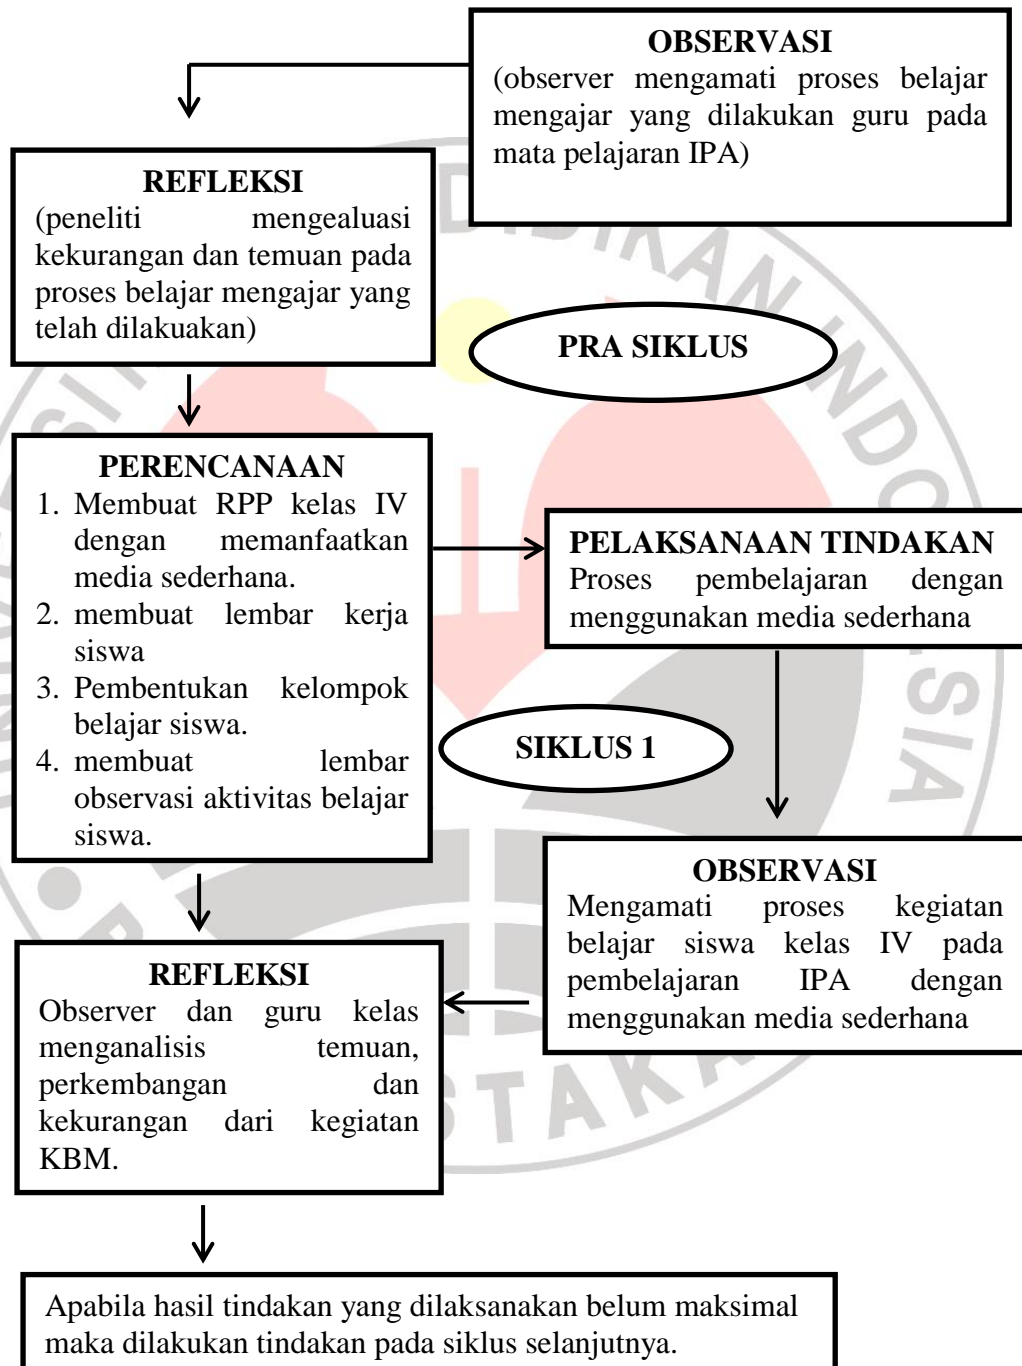 OBSERVASI
(observer mengamati proses belajar
mengajar yang dilakukan guru pada
mata pelajaran IPA)
REFLEKSI
(peneliti mengealuasi
kekurangan dan temuan pada
proses belajar mengajar yang
telah dilakuakan)
PRA SIKLUS
PERENCANAAN
1. Membuat RPP kelas IV
dengan memanfaatkan
media sederhana.
2. membuat lembar kerja
siswa
3. Pembentukan kelompok
belajar siswa.
4. membuat lembar
observasi aktivitas belajar
siswa.
PELAKSANAAN TINDAKAN
Proses pembelajaran dengan
menggunakan media sederhana
SIKLUS 1
OBSERVASI
Mengamati proses kegiatan
belajar siswa kelas IV pada
pembelajaran IPA dengan
menggunakan media sederhana
REFLEKSI
Observer dan guru kelas
menganalisis temuan,
perkembangan dan
kekurangan dari kegiatan
KBM.
Apabila hasil tindakan yang dilaksanakan belum maksimal
maka dilakukan tindakan pada siklus selanjutnya.